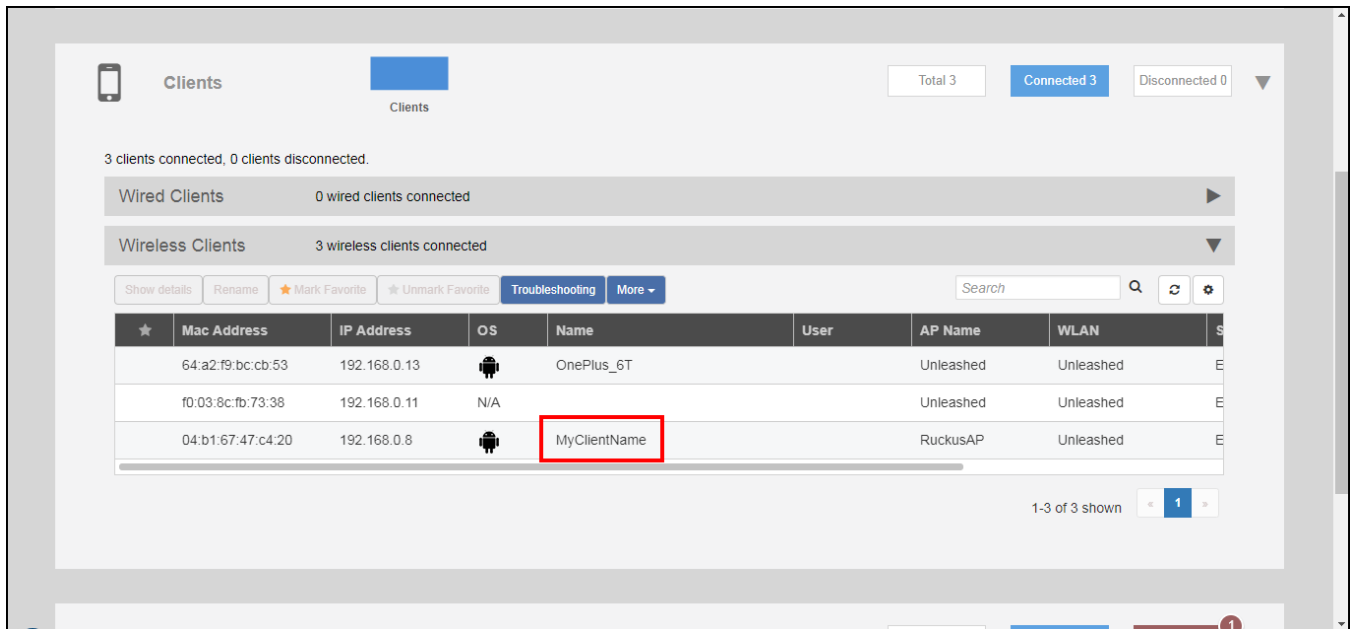 Clients
Clients
Total 3
Connected 3
Disconnected 0
3 clients connected, 0 clients disconnected.
Wired Clients 0 wired clients connected
Wireless Clients 3 wireless clients connected
Show details Rename Mark Favorite Unmark Favorite Troubleshooting More Search
Mac Address IP Address OS Name User AP Name WLAN S
64:a2:f9:bc:cb:53 192.168.0.13 OnePlus_6T Unleashed Unleashed E
f0:03:8c:fb:73:38 192.168.0.11 N/A Unleashed Unleashed E
04:b1:67:47:c4:20 192.168.0.8 MyClientName RuckusAP Unleashed E
1-3 of 3 shown « 1 »
1